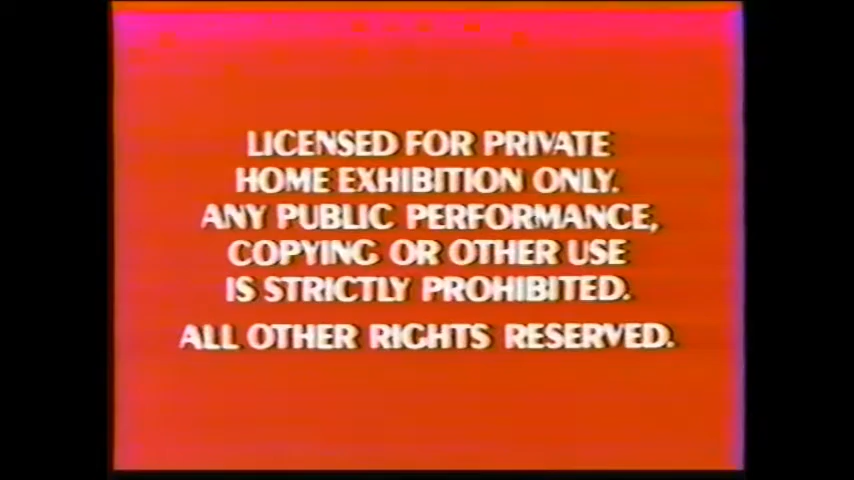 LICENSED FOR PRIVATE
HOME EXHIBITION ONLY.
ANY PUBLIC PERFORMANCE,
COPYING OR OTHER USE
IS STRICTLY PROHIBITED.
ALL OTHER RIGHTS RESERVED.